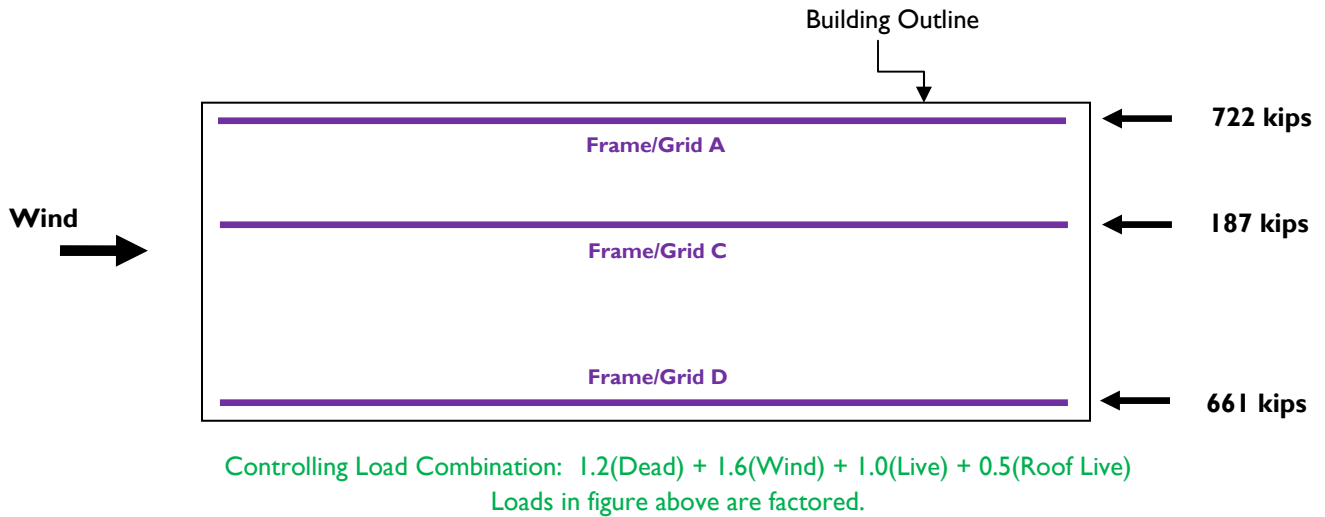 Building Outline
722 kips
Frame/Grid A
Wind
187 kips
Frame/Grid C
Frame/Grid D
661 kips
Controlling Load Combination: 1.2(Dead) + 1.6(Wind) + 1.0(Live) + 0.5(Roof Live)
Loads in figure above are factored.